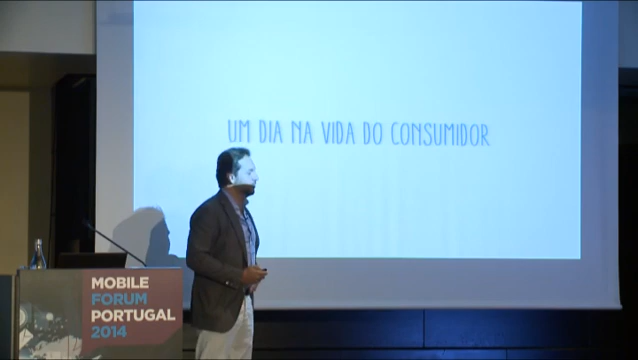 UM DIA NA VIDA DO CONSUMIDOR
MOBILE
FORUM
PORTUGAL
2014